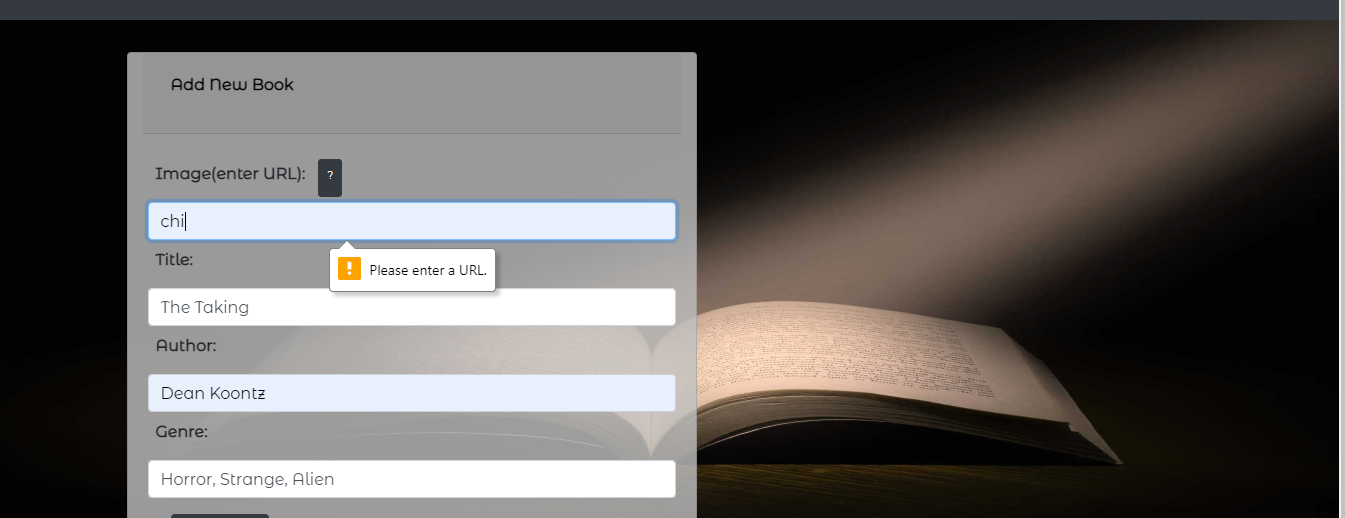 Add New Book
Image(enter URL):
?
chi
Title:
! Please enter a URL.
The Taking
Author:
Dean Koontz
Genre:
Horror, Strange, Alien